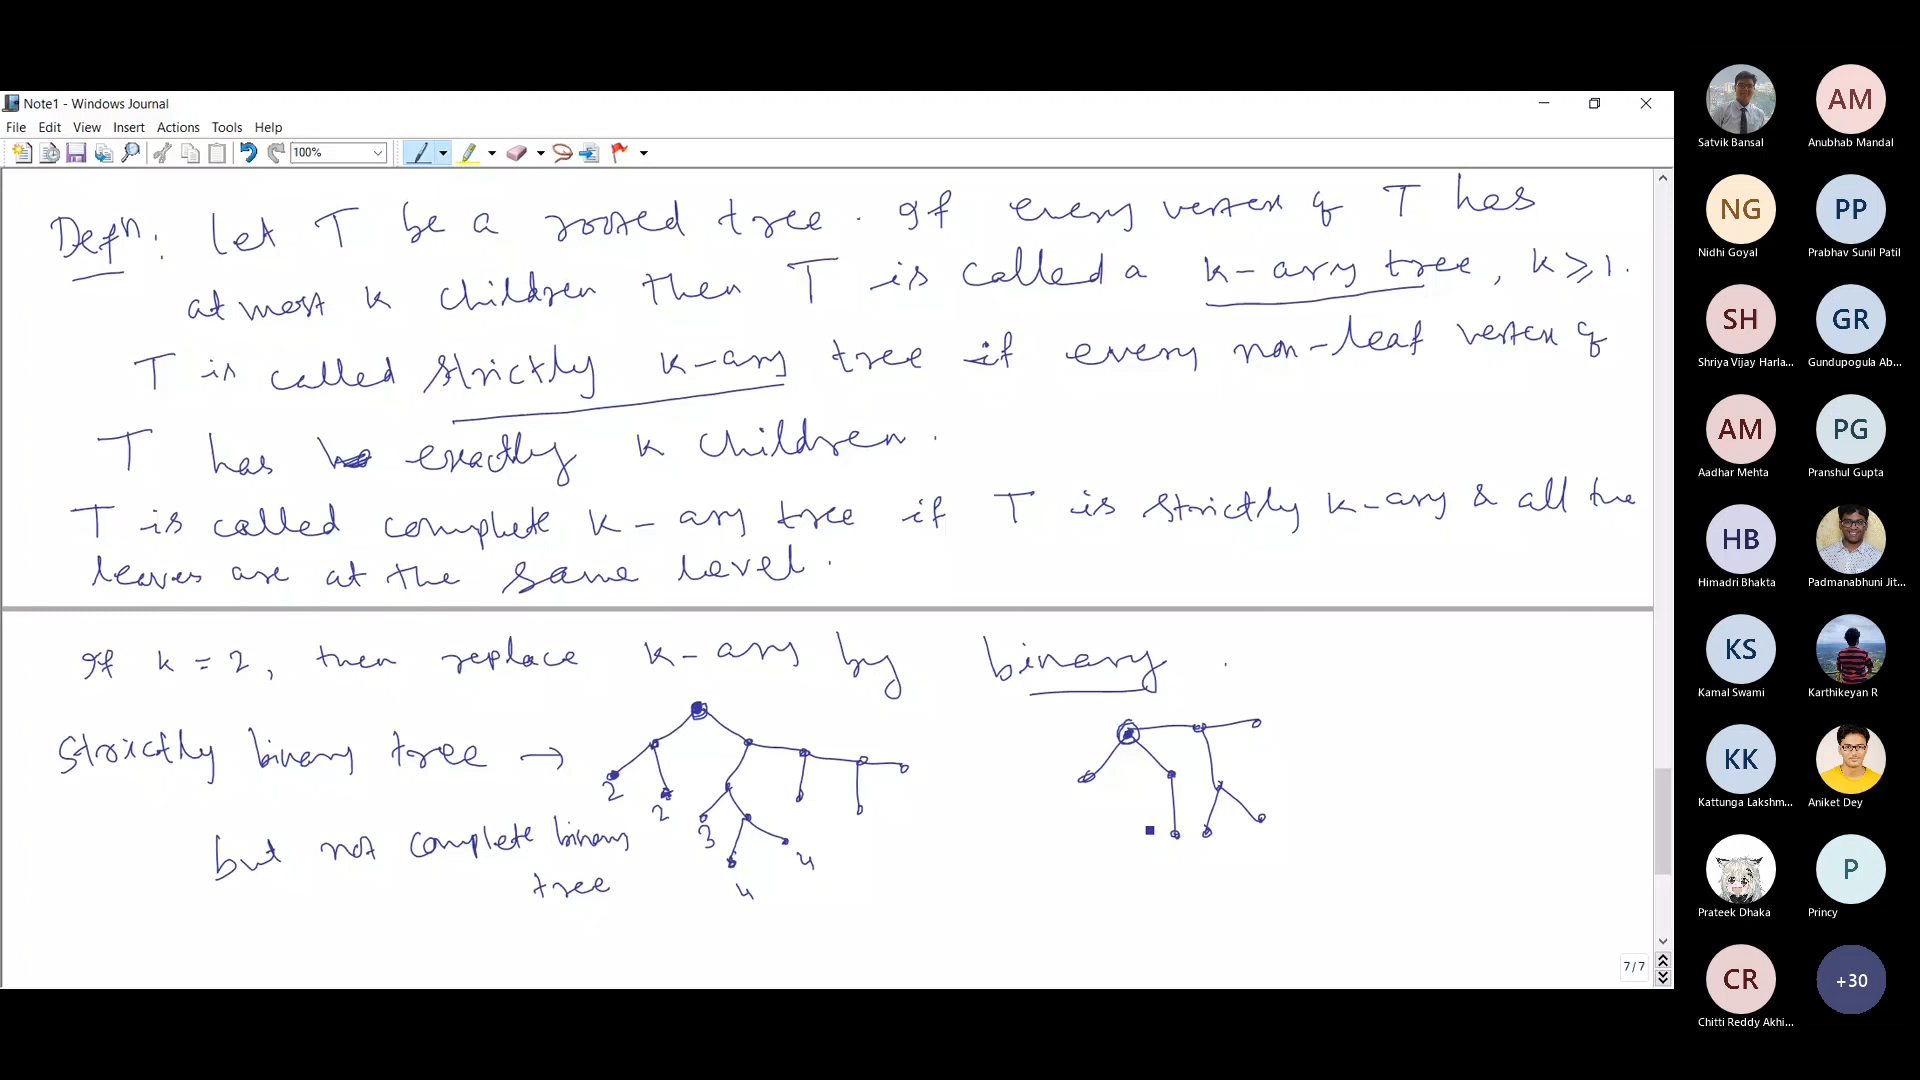 Note1 - Windows Journal
File Edit View Insert Actions Tools Help
100%
Defn: Let T be a rooted tree. If every vertex of T has
at most k children then T is called a k-ary tree, k ≥ 1.
T is called strictly k-ary tree if every non-leaf vertex of
T has exactly k children.
T is called complete k-ary tree if T is strictly k-ary & all the
leaves are at the same level.
If k = 2, then replace k-ary by binary.
Strictly binary tree →
but not complete binary
tree
2
2
3
4
4
7/7
Satvik Bansal
AM
Anubhab Mandal
NG
Nidhi Goyal
PP
Prabhav Sunil Patil
SH
Shriya Vijay Harla...
GR
Gundupogula Ab...
AM
Aadhar Mehta
PG
Pranshul Gupta
HB
Himadri Bhakta
Padmanabhuni Jit...
KS
Kamal Swami
Karthikeyan R
KK
Kattunga Lakshm...
Aniket Dey
Prateek Dhaka
P
Princy
CR
Chitti Reddy Akhi...
+30